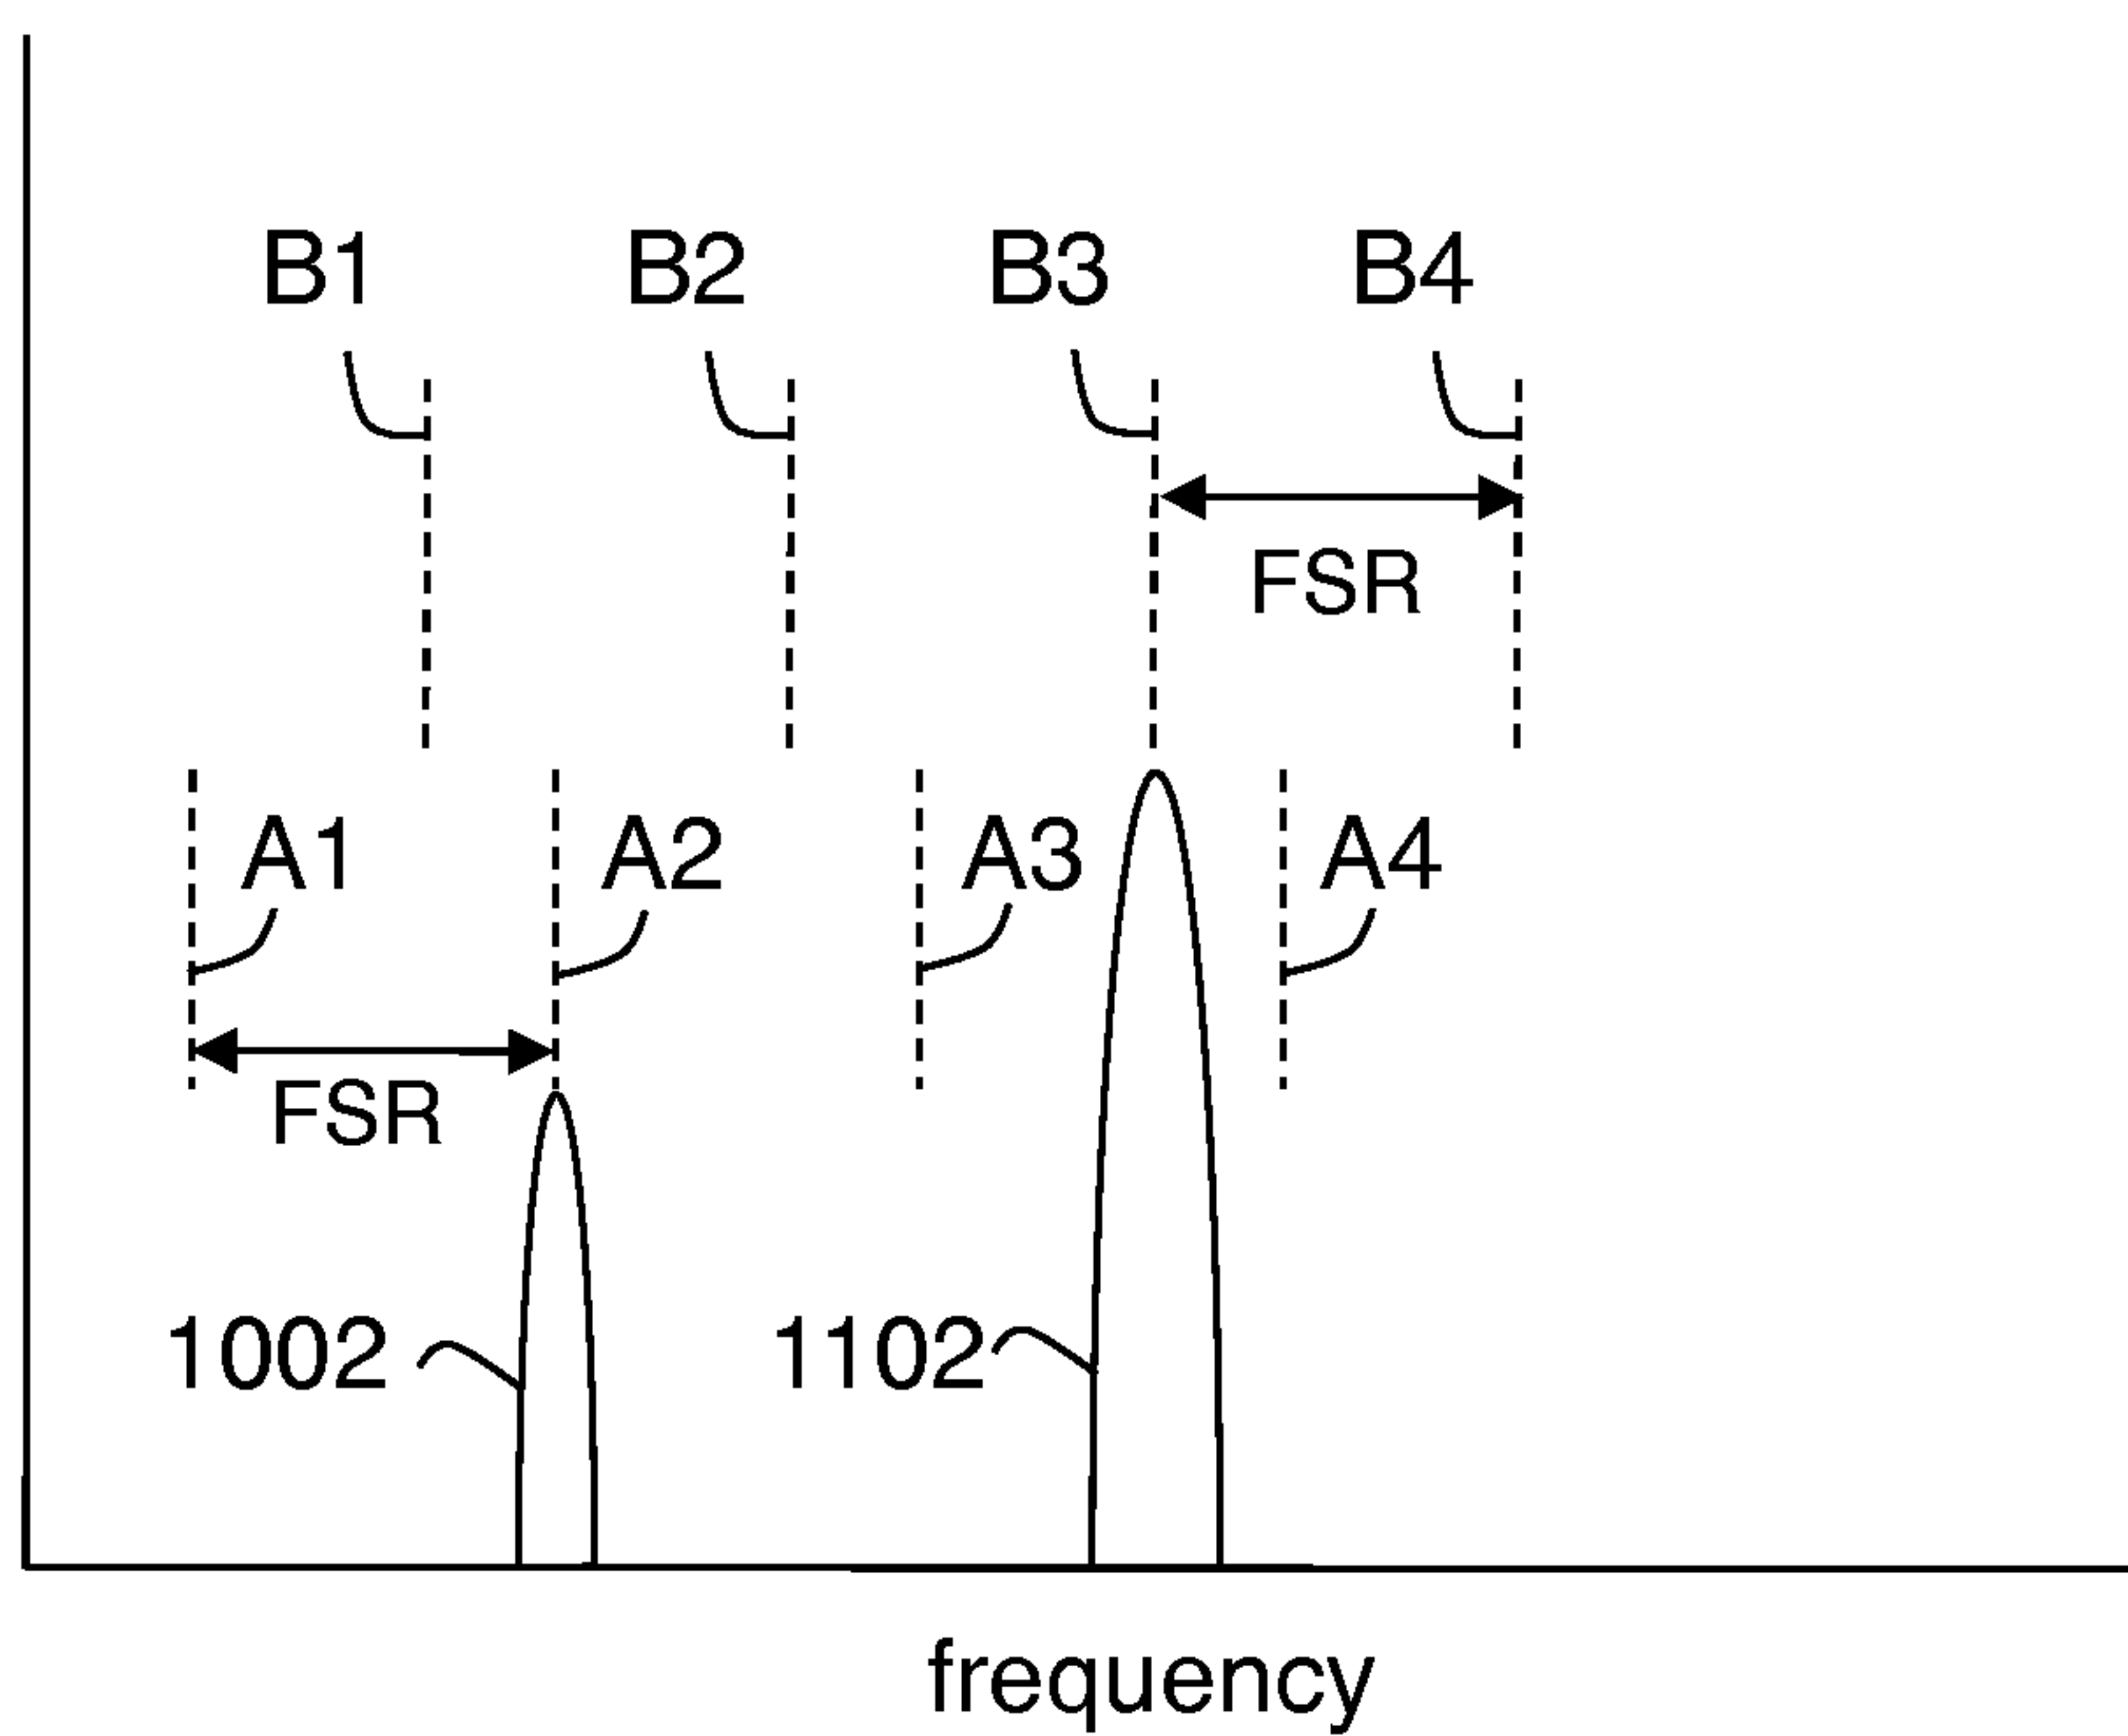 B1 B2 B3 B4
FSR
A1 A2 A3 A4
FSR
1002 1102
frequency